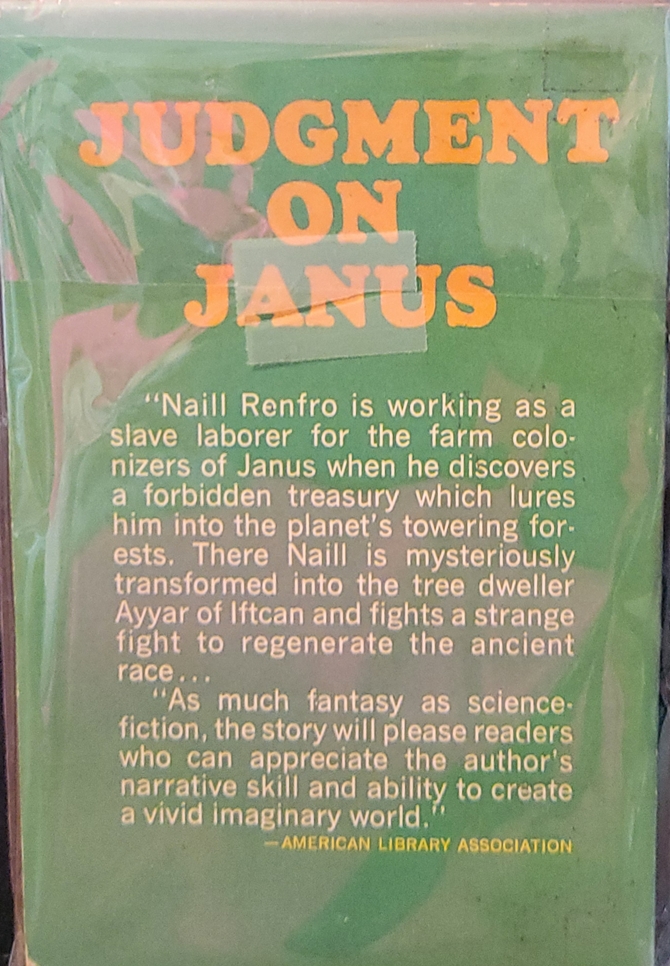 JUDGMENT
ON
JANUS
“Naill Renfro is working as a
slave laborer for the farm colo-
nizers of Janus when he discovers
a forbidden treasury which lures
him into the planet's towering for-
ests. There Naill is mysteriously
transformed into the tree dweller
Ayyar of Iftcan and fights a strange
fight to regenerate the ancient
race...
“As much fantasy as science-
fiction, the story will please readers
who can appreciate the author's
narrative skill and ability to create
a vivid imaginary world.”
—AMERICAN LIBRARY ASSOCIATION